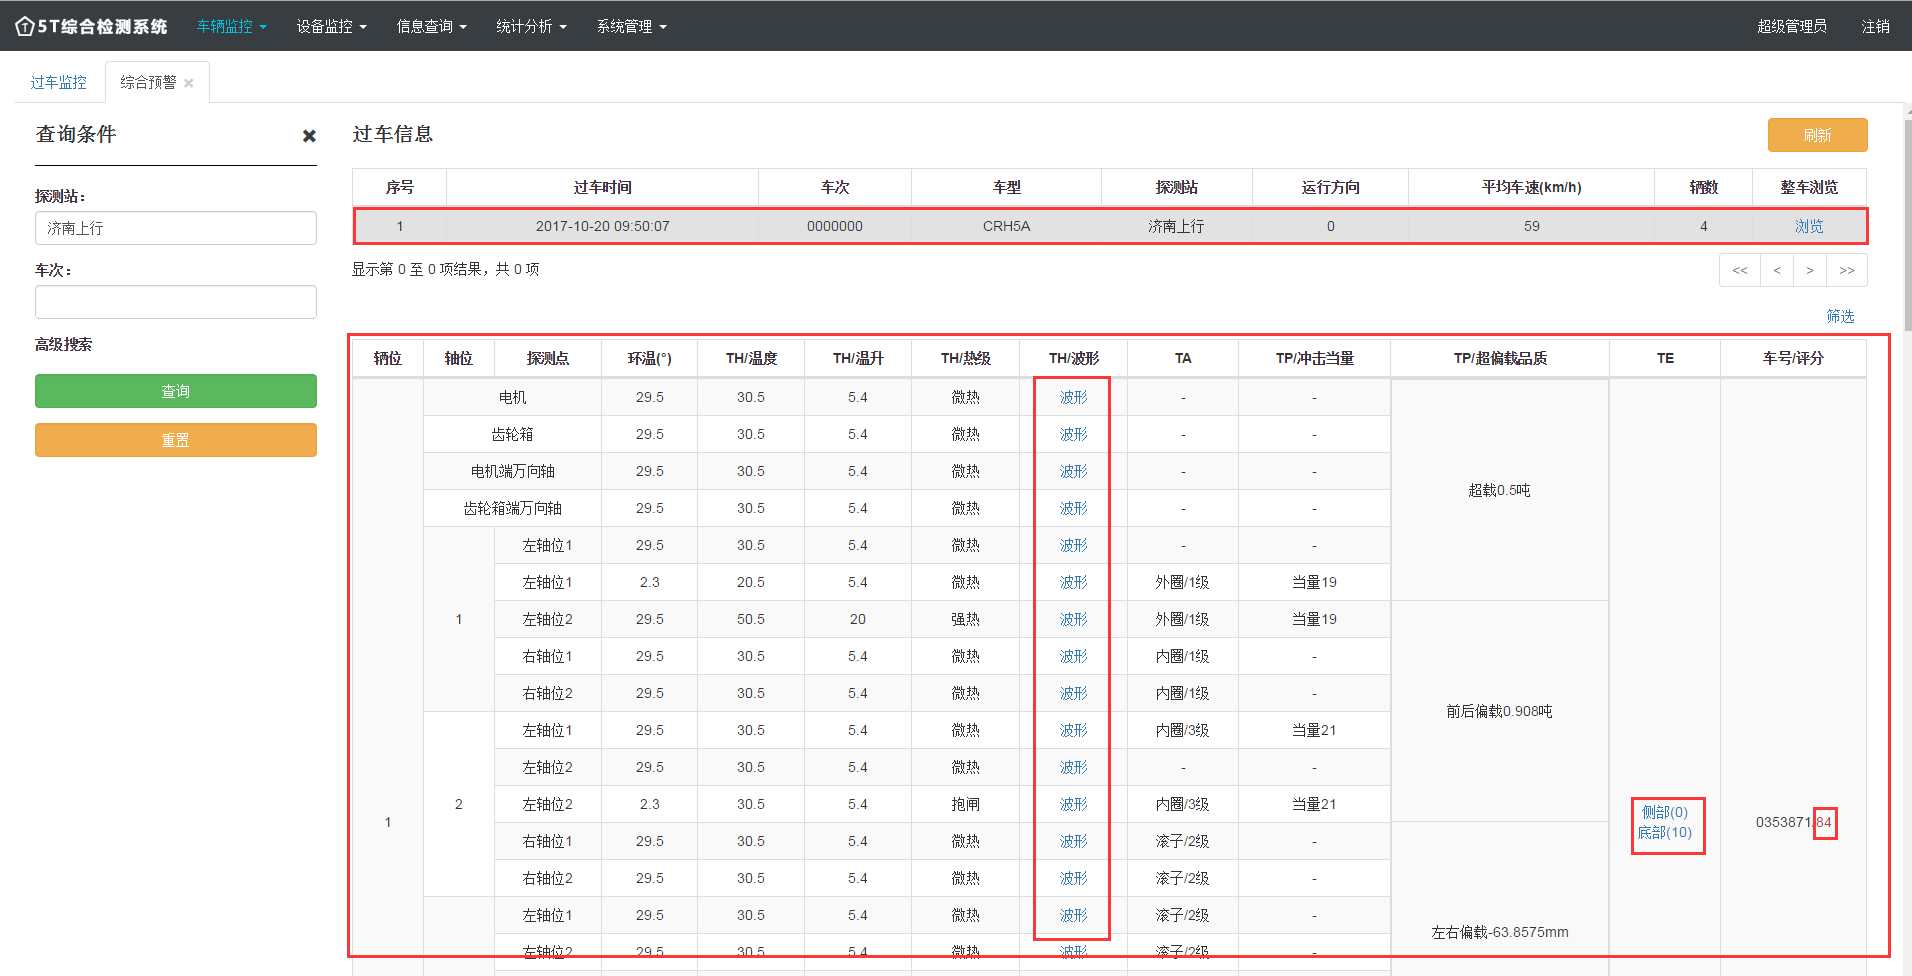 5T综合检测系统 车辆监控 设备监控 信息查询 统计分析 系统管理 超级管理员 注销
过车监控 综合预警 ×
查询条件 ✖
探测站：
济南上行
车次：
高级搜索
查询
重置
过车信息 刷新
序号 过车时间 车次 车型 探测站 运行方向 平均车速(km/h) 辆数 整车浏览
1 2017-10-20 09:50:07 0000000 CRH5A 济南上行 0 59 4 浏览
显示第 0 至 0 项结果，共 0 项 << < > >>
筛选
辆位 轴位 探测点 环温(°) TH/温度 TH/温升 TH/热级 TH/波形 TA TP/冲击当量 TP/超偏载品质 TE 车号/评分
电机 29.5 30.5 5.4 微热 波形 - -
齿轮箱 29.5 30.5 5.4 微热 波形 - -
电机端万向轴 29.5 30.5 5.4 微热 波形 - -
超载0.5吨
齿轮箱端万向轴 29.5 30.5 5.4 微热 波形 - -
左轴位1 29.5 30.5 5.4 微热 波形 - -
左轴位1 2.3 20.5 5.4 微热 波形 外圈/1级 当量19
1 左轴位2 29.5 50.5 20 强热 波形 外圈/1级 当量19
右轴位1 29.5 30.5 5.4 微热 波形 内圈/1级 -
右轴位2 29.5 30.5 5.4 微热 波形 内圈/1级 -
前后偏载0.908吨
左轴位1 29.5 30.5 5.4 微热 波形 内圈/3级 当量21
左轴位2 29.5 30.5 5.4 微热 波形 - -
2 左轴位2 2.3 30.5 5.4 抱闸 波形 内圈/3级 当量21
侧部(0)
1 0353871/84
底部(10)
右轴位1 29.5 30.5 5.4 微热 波形 滚子/2级 -
右轴位2 29.5 30.5 5.4 微热 波形 滚子/2级 -
左轴位1 29.5 30.5 5.4 微热 波形 滚子/2级 -
左右偏载-63.8575mm
左轴位2 29.5 30.5 5.4 微热 波形 滚子/2级 -